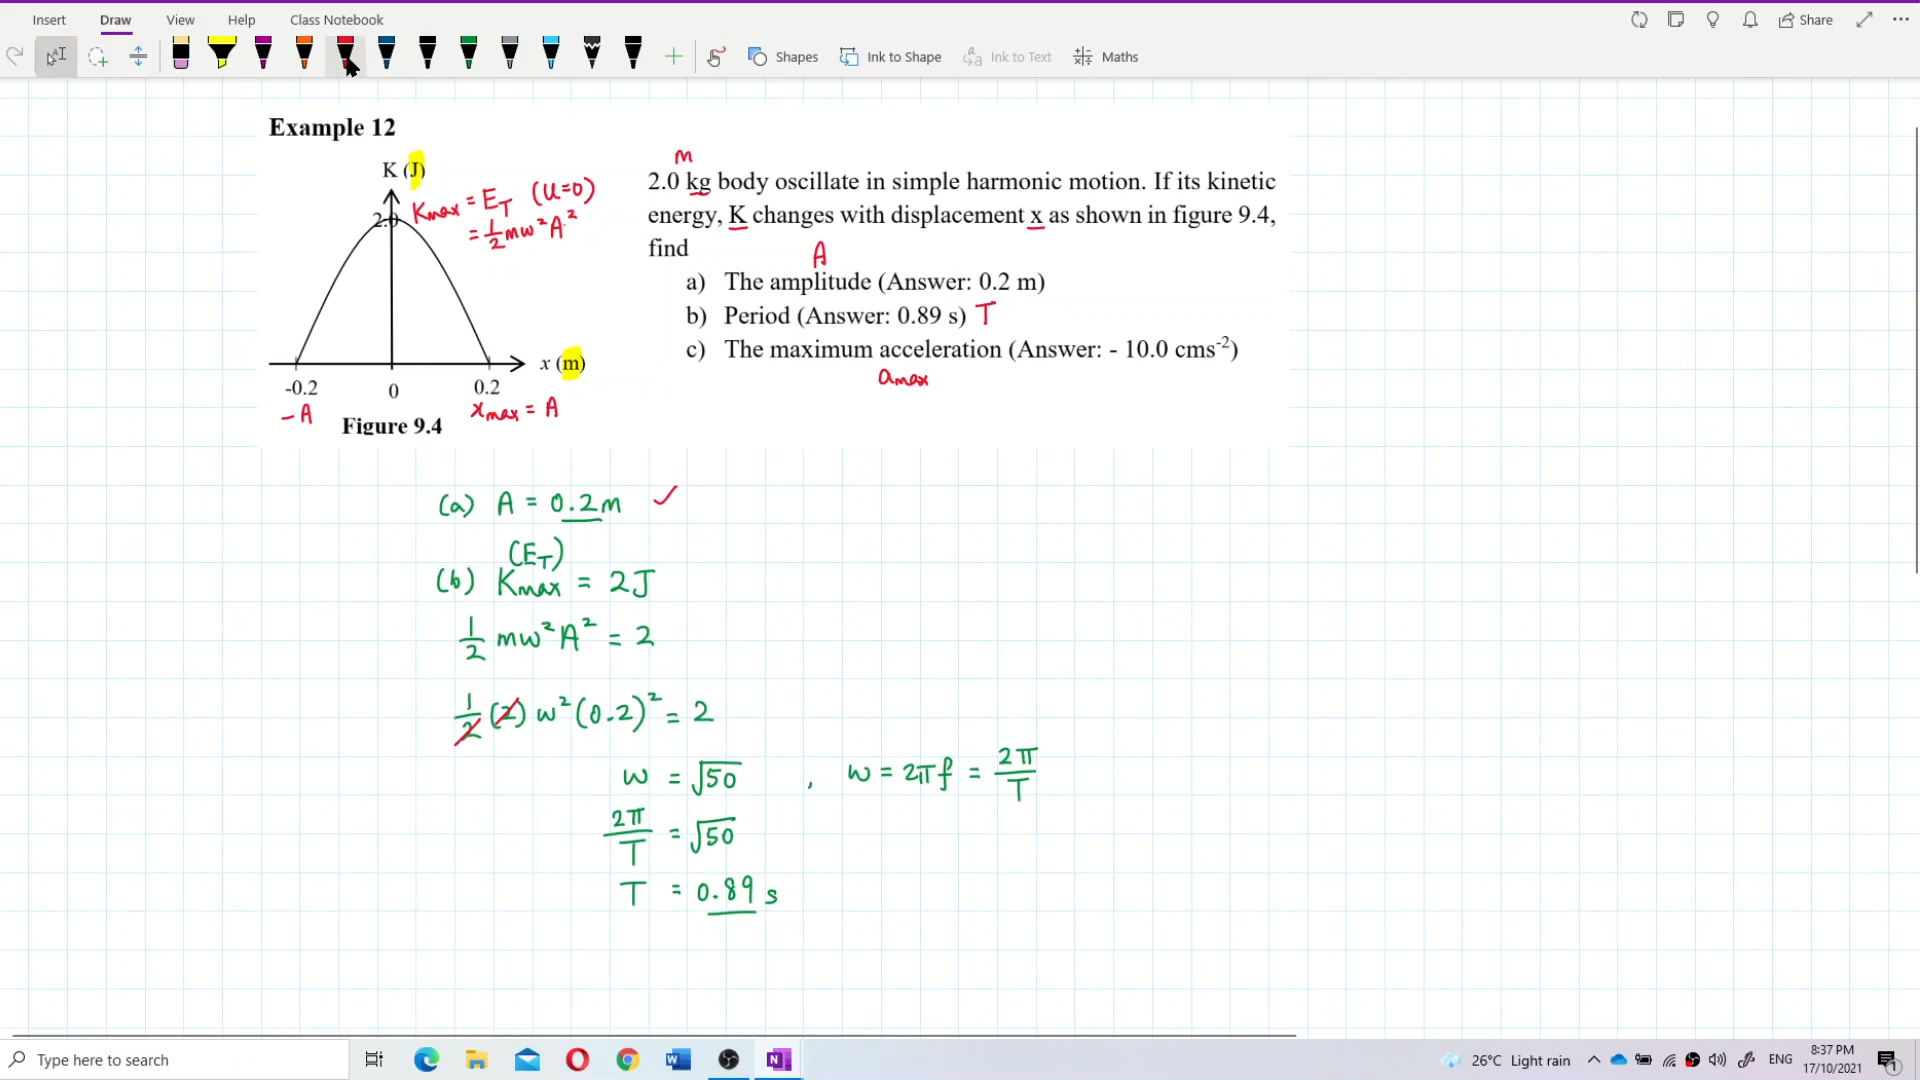 Insert Draw View Help Class Notebook Share
Shapes Ink to Shape Ink to Text Maths
Example 12
K (J)
2.0
Kmax = ET (U=0)
= 1/2 mw²A²
-0.2 0 0.2
x (m)
-A
xmax = A
Figure 9.4
m
2.0 kg body oscillate in simple harmonic motion. If its kinetic
energy, K changes with displacement x as shown in figure 9.4,
find
A
a) The amplitude (Answer: 0.2 m)
b) Period (Answer: 0.89 s) T
c) The maximum acceleration (Answer: - 10.0 cms⁻²)
amax
(a) A = 0.2m ✓
(ET)
(b) Kmax = 2J
1/2 mw²A² = 2
1/2 (2) w²(0.2)² = 2
w = √50 , w = 2πf = 2π/T
2π/T = √50
T = 0.89 s
Type here to search
26°C Light rain
ENG
8:37 PM
17/10/2021
1